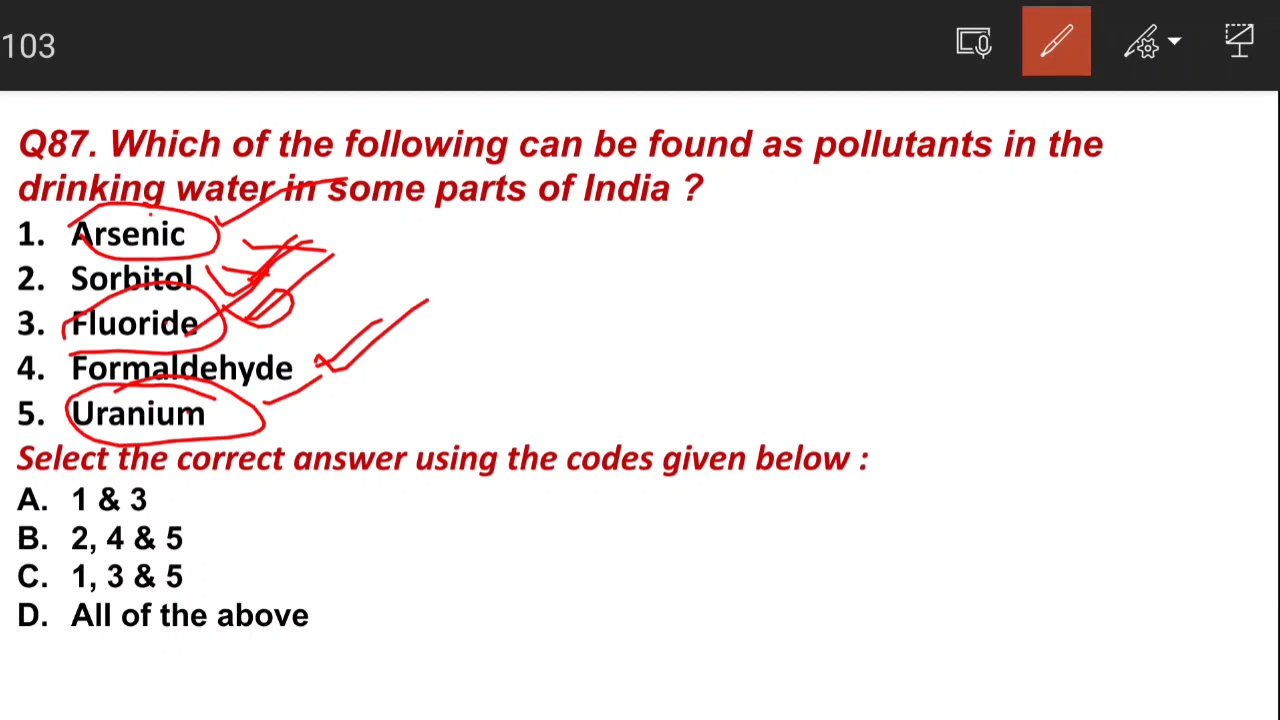 103
Q87. Which of the following can be found as pollutants in the
drinking water in some parts of India ?
1. Arsenic
2. Sorbitol
3. Fluoride
4. Formaldehyde
5. Uranium
Select the correct answer using the codes given below :
A. 1 & 3
B. 2, 4 & 5
C. 1, 3 & 5
D. All of the above